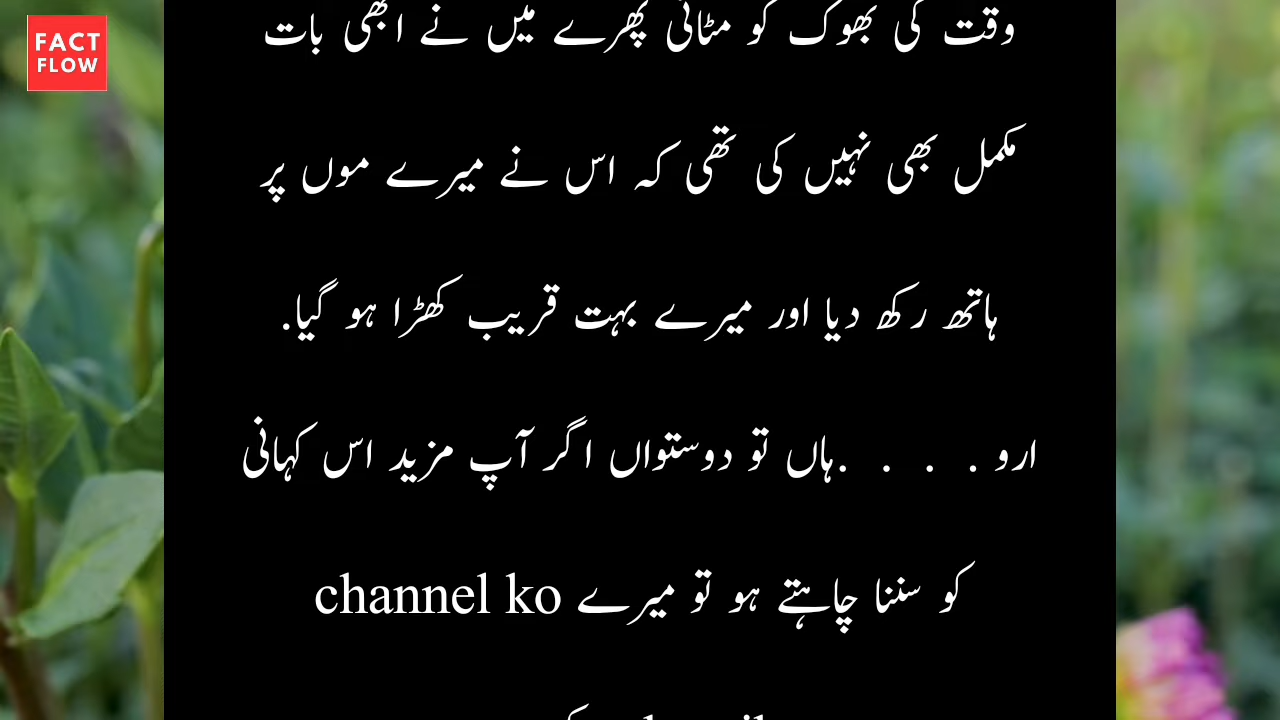 FACT
FLOW
وقت کی بھوک کو مٹانی پھرے میں نے ابھی بات
مکمل بھی نہیں کی تھی کہ اس نے میرے موں پر
ہاتھ رکھ دیا اور میرے بہت قریب کھڑا ہو گیا.
ارو . . . .ہاں تو دوستواں اگر آپ مزید اس کہانی
کو سننا چاہتے ہو تو میرے channel ko